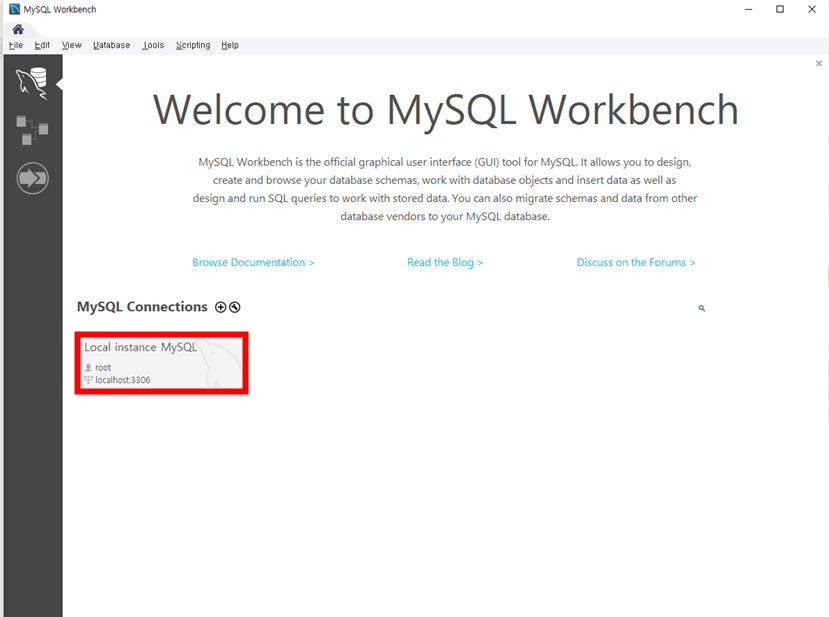 MySQL Workbench
File Edit View Database Tools Scripting Help
Welcome to MySQL Workbench
MySQL Workbench is the official graphical user interface (GUI) tool for MySQL. It allows you to design,
create and browse your database schemas, work with database objects and insert data as well as
design and run SQL queries to work with stored data. You can also migrate schemas and data from other
database vendors to your MySQL database.
Browse Documentation > Read the Blog > Discuss on the Forums >
MySQL Connections
Local instance MySQL
root
localhost:3306